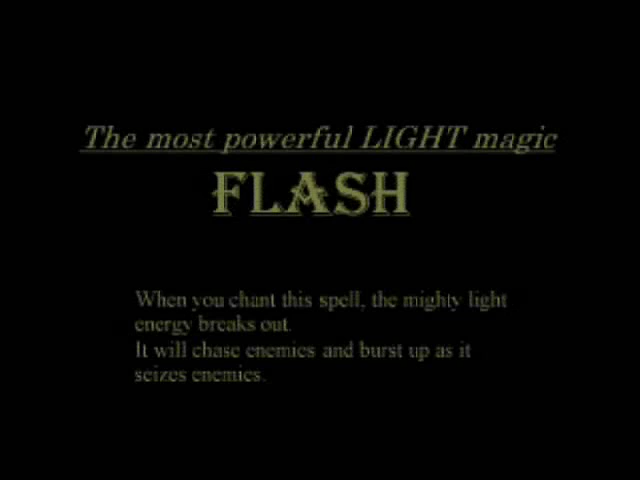 The most powerful LIGHT magic
FLASH
When you chant this spell, the mighty light
energy breaks out.
It will chase enemies and burst up as it
seizes enemies.